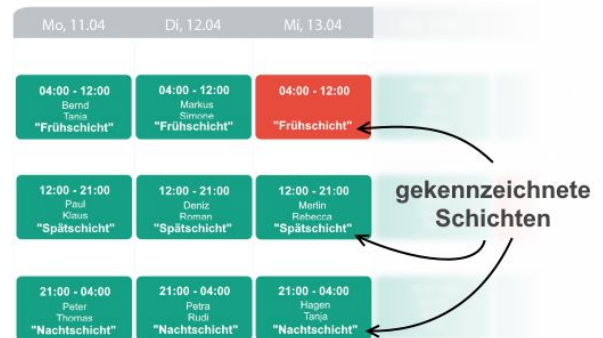 Mo, 11.04 Di, 12.04 Mi, 13.04
04:00 - 12:00 04:00 - 12:00 04:00 - 12:00
Bernd Markus
Tania Simone
"Frühschicht" "Frühschicht" "Frühschicht"
12:00 - 21:00 12:00 - 21:00 12:00 - 21:00
Paul Deniz Merlin
Klaus Roman Rebecca
"Spätschicht" "Spätschicht" "Spätschicht"
gekennzeichnete
Schichten
21:00 - 04:00 21:00 - 04:00 21:00 - 04:00
Peter Petra Hagen
Thomas Rudi Tanja
"Nachtschicht" "Nachtschicht" "Nachtschicht"